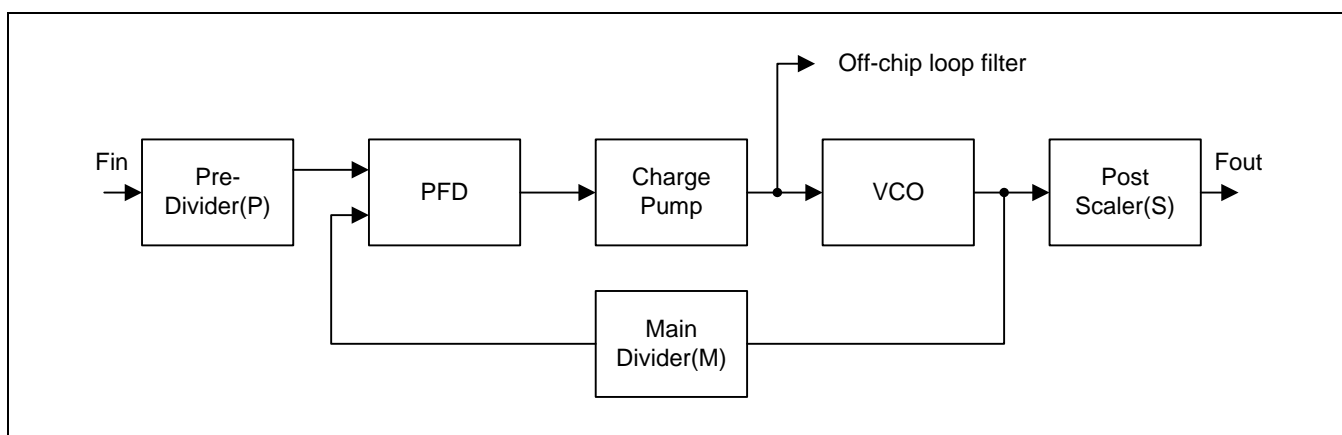 Off-chip loop filter
Fin
Pre-
Divider(P)
PFD
Charge
Pump
VCO
Post
Scaler(S)
Fout
Main
Divider(M)